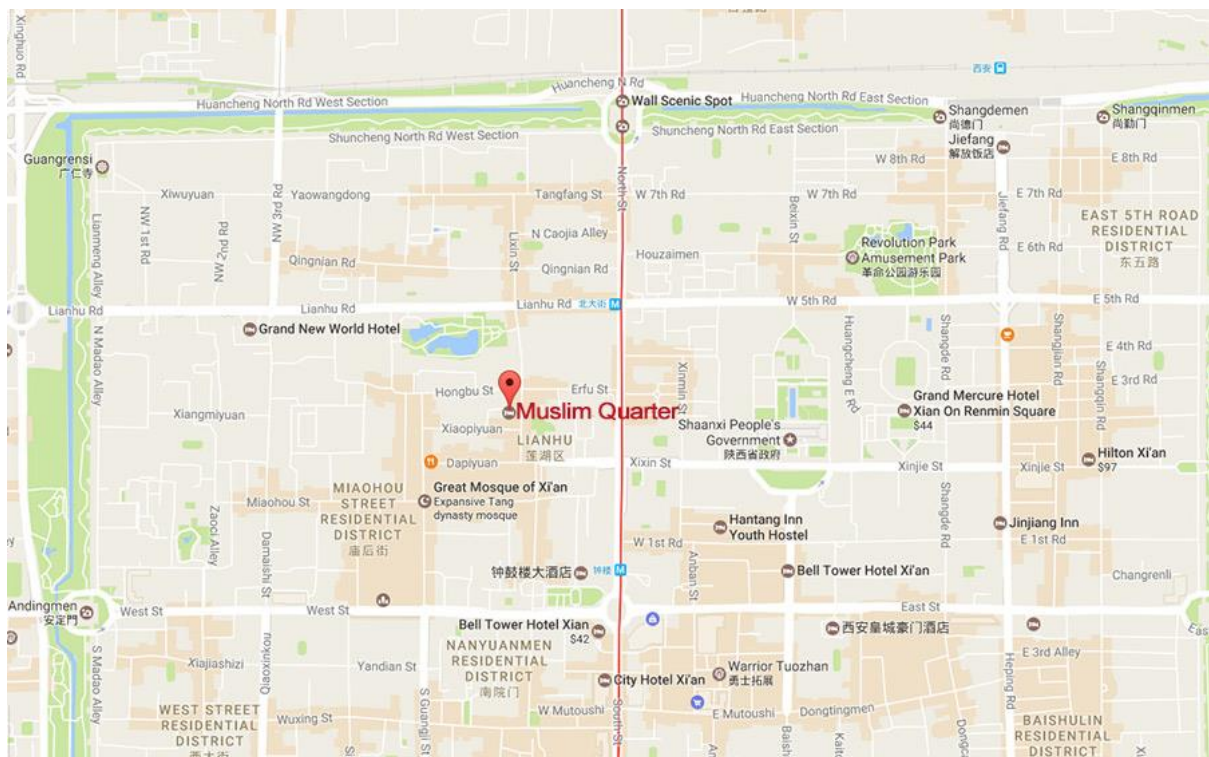 Xinghuo Rd
西安
Huancheng N Rd
Huancheng North Rd West Section
Wall Scenic Spot
Huancheng North Rd East Section
Shangdemen
尚德门
Shangqinmen
尚勤门
Shuncheng North Rd West Section
Shuncheng North Rd East Section
Jiefang
解放饭店
Guangrensi
广仁寺
W 8th Rd
E 8th Rd
Xiwuyuan
Yaowangdong
Tangfang St
North St
W 7th Rd
W 7th Rd
E 7th Rd
Lianmeng Alley
NW 1st Rd
NW 2nd Rd
NW 3rd Rd
Lixin St
Beixin St
Jiefang Rd
EAST 5TH ROAD
RESIDENTIAL
DISTRICT
东五路
N Caojia Alley
Houzaimen
Revolution Park
Amusement Park
革命公园游乐园
E 6th Rd
Qingnian Rd
Qingnian Rd
Lianhu Rd
Lianhu Rd
Lianhu Rd
北大街
W 5th Rd
E 5th Rd
N Madao Alley
Grand New World Hotel
Huangcheng E Rd
Shangde Rd
Shangjian Rd
E 4th Rd
Hongbu St
Erfu St
Xinmin St
Shangqin Rd
E 3rd Rd
Xiangmiyuan
Muslim Quarter
Grand Mercure Hotel
Xian On Renmin Square
$44
Xiaopiyuan
LIANHU
莲湖区
Shaanxi People's
Government
陕西省政府
Dapiyuan
Xixin St
Xinjie St
Xinjie St
Hilton Xi'an
$97
MIAOHOU
STREET
RESIDENTIAL
DISTRICT
庙后街
Great Mosque of Xi'an
Expansive Tang
dynasty mosque
Miaohou St
Zaoci Alley
Damaishi St
Shangde Rd
Hantang Inn
Youth Hostel
Jinjiang Inn
W 1st Rd
E 1st Rd
Anban St
钟鼓楼大酒店
钟楼
Bell Tower Hotel Xi'an
Changrenli
Andingmen
安定門
West St
West St
East St
East
Bell Tower Hotel Xian
$42
西安皇城豪门酒店
S Madao Alley
Xiajiashizi
Qiaoxinkou
Yandian St
NANYUANMEN
RESIDENTIAL
DISTRICT
南院门
City Hotel Xi'an
Warrior Tuozhan
勇士拓展
E 3rd Alley
Heping Rd
WEST STREET
RESIDENTIAL
DISTRICT
西大街
Wuxing St
S Guangji St
W Mutoushi
South St
E Mutoushi
Dongtingmen
BAISHULIN
RESIDENTIAL
DISTRICT